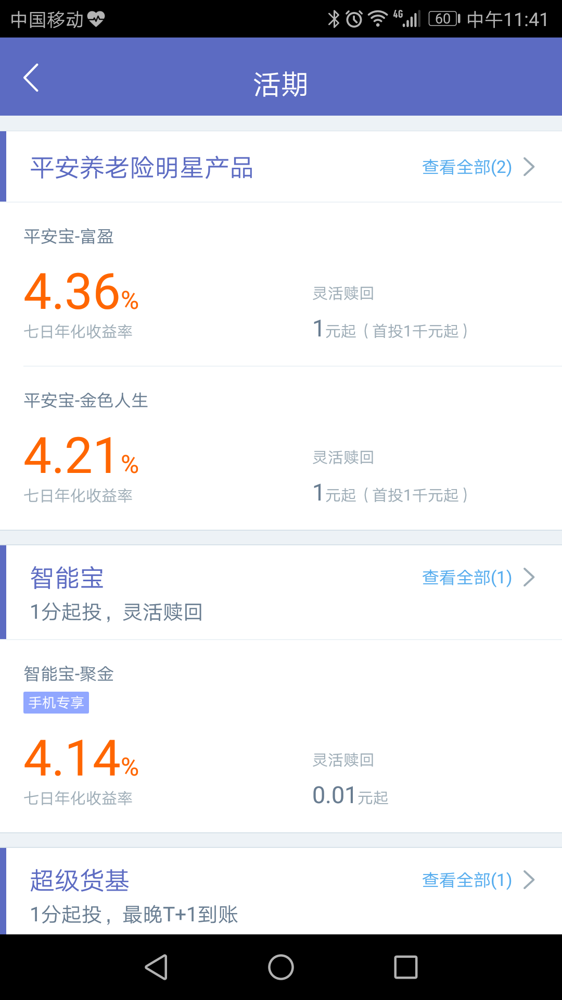 中国移动 4G 60 中午11:41
活期
平安养老险明星产品 查看全部(2)
平安宝-富盈
4.36% 灵活赎回
七日年化收益率 1元起（首投1千元起）
平安宝-金色人生
4.21% 灵活赎回
七日年化收益率 1元起（首投1千元起）
智能宝 查看全部(1)
1分起投，灵活赎回
智能宝-聚金
手机专享
4.14% 灵活赎回
七日年化收益率 0.01元起
超级货基 查看全部(1)
1分起投，最晚T+1到账